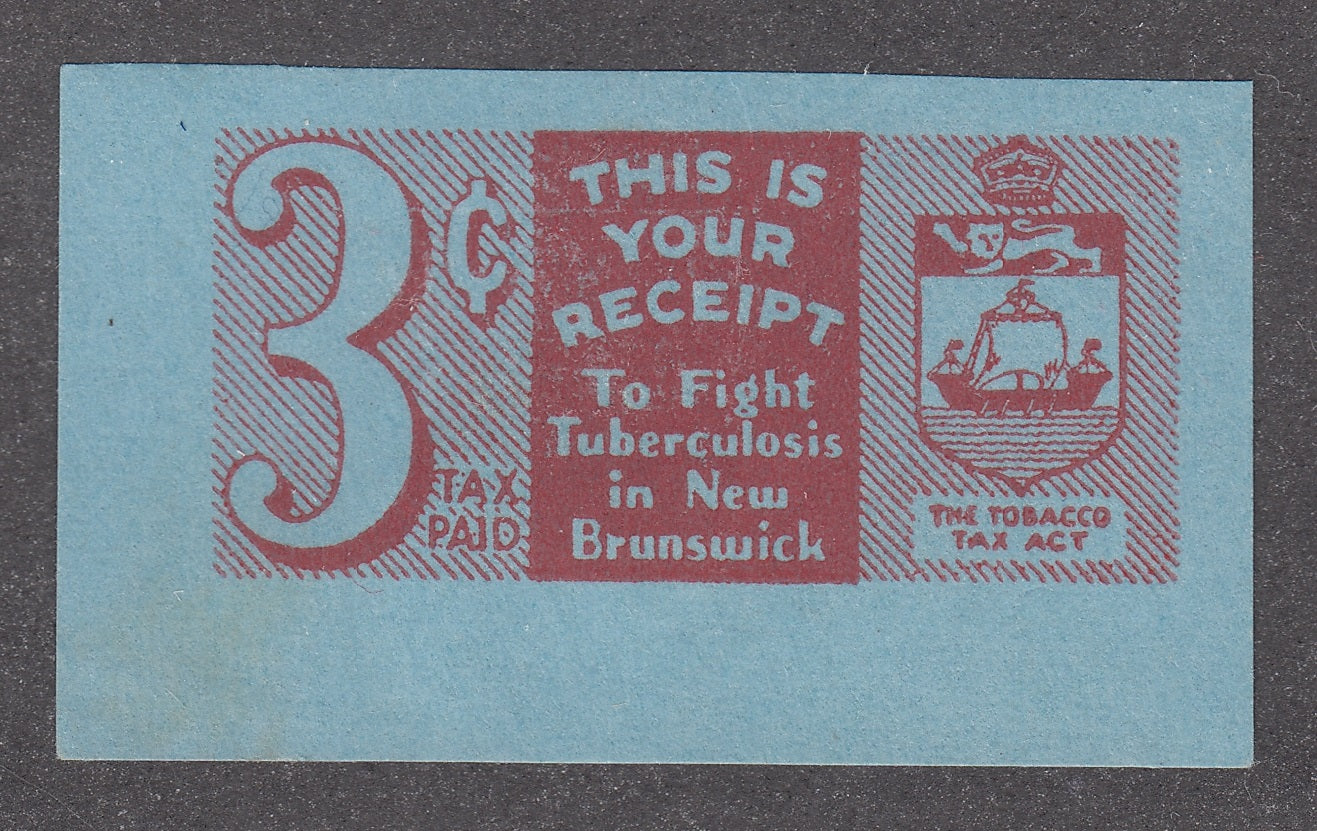 3¢
TAX
PAID
THIS IS
YOUR
RECEIPT
To Fight
Tuberculosis
in New
Brunswick
THE TOBACCO
TAX ACT